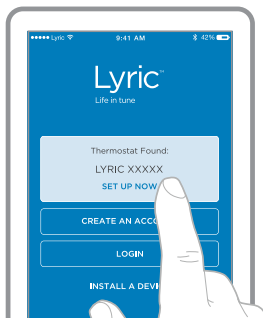 Lyric 9:41 AM 42%
Lyric™
Life in tune
Thermostat Found:
LYRIC XXXXX
SET UP NOW
CREATE AN ACCO
LOGIN
INSTALL A DEVI